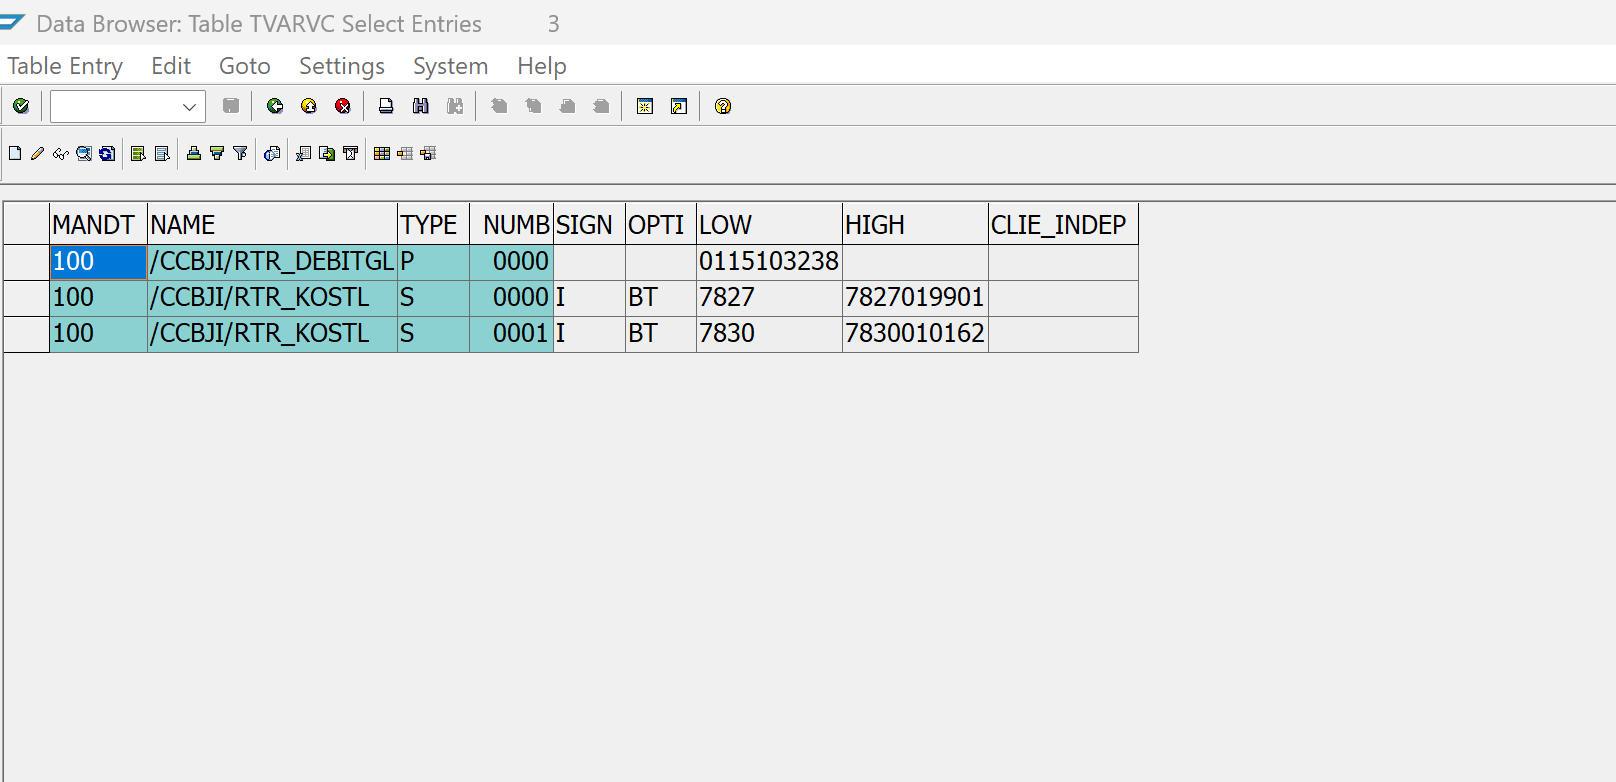 Data Browser: Table TVARVC Select Entries 3
Table Entry Edit Goto Settings System Help
MANDT NAME TYPE NUMB SIGN OPTI LOW HIGH CLIE_INDEP
100 /CCBJI/RTR_DEBITGL P 0000 0115103238
100 /CCBJI/RTR_KOSTL S 0000 I BT 7827 7827019901
100 /CCBJI/RTR_KOSTL S 0001 I BT 7830 7830010162